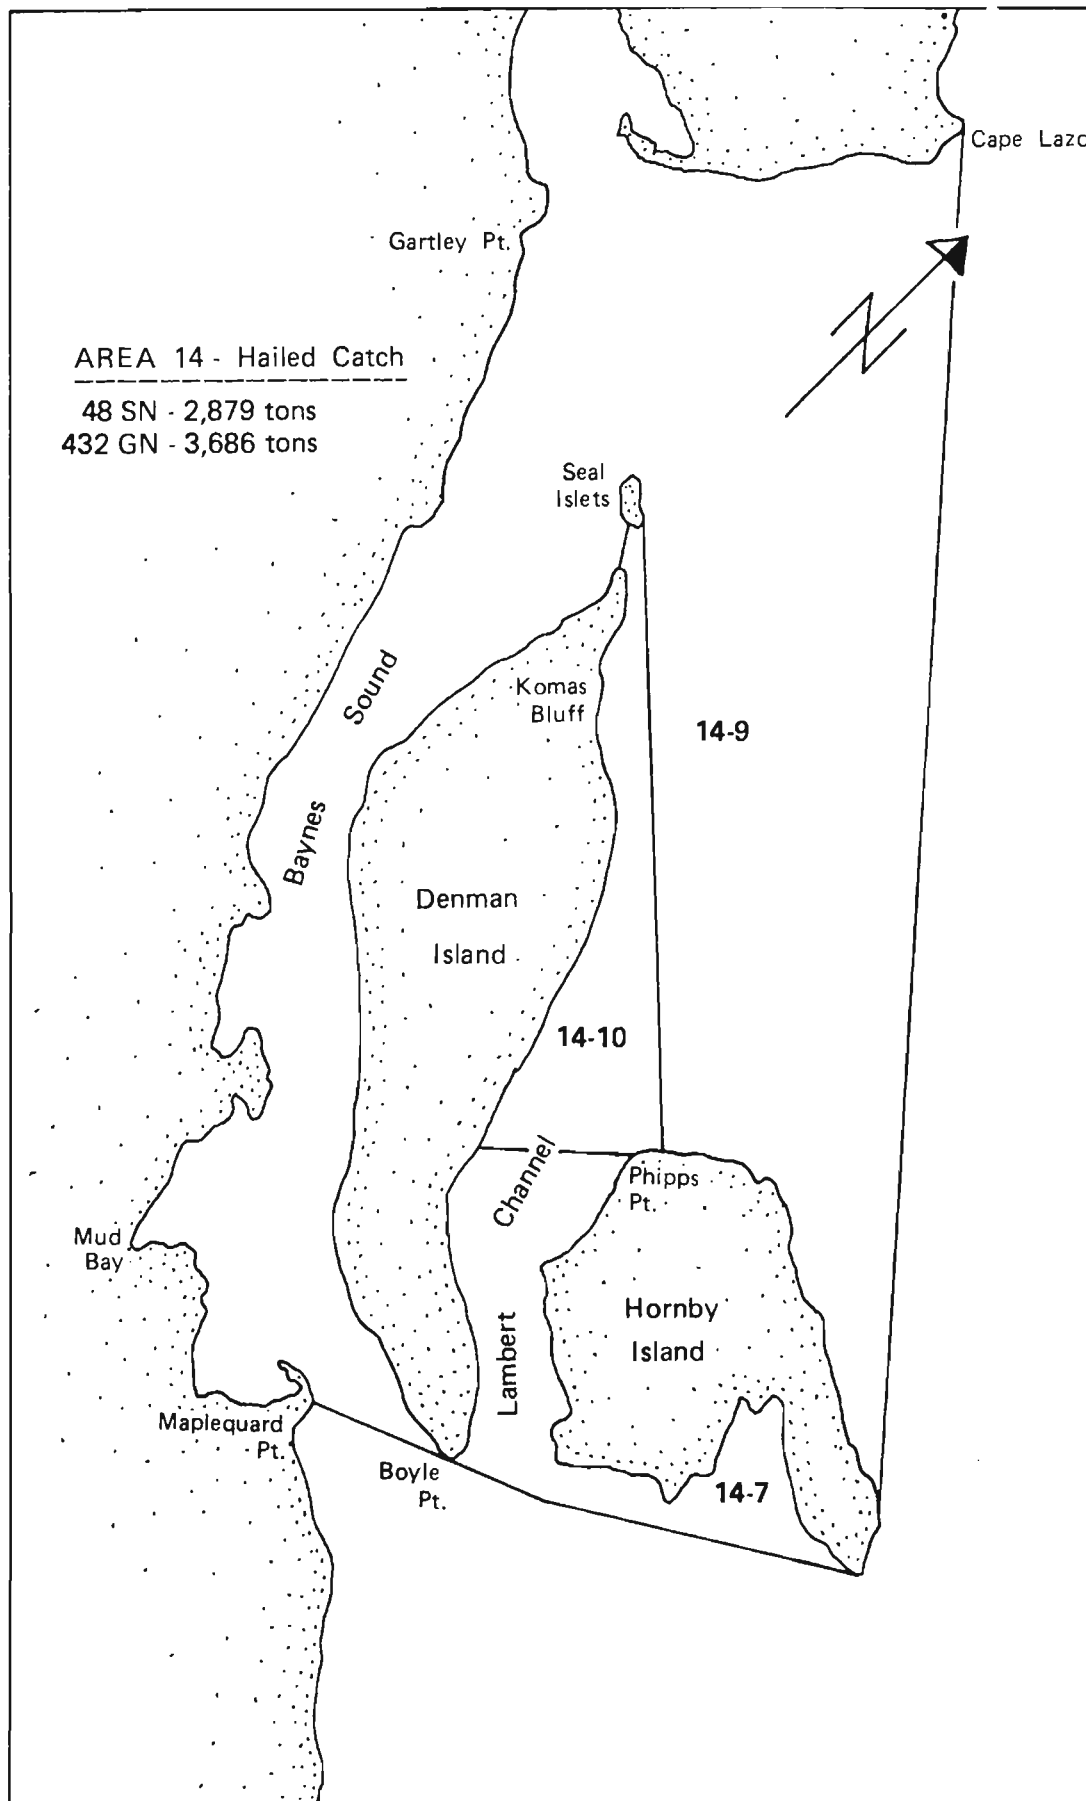 Cape Lazo
Gartley Pt.
AREA 14 - Hailed Catch
48 SN - 2,879 tons
432 GN - 3,686 tons
Seal
Islets
Komas
Bluff
Sound
14-9
Baynes
Denman
Island
14-10
Channel
Phipps
Pt.
Mud
Bay
Hornby
Island
Lambert
Maplequard
Pt.
Boyle
Pt.
14-7
N